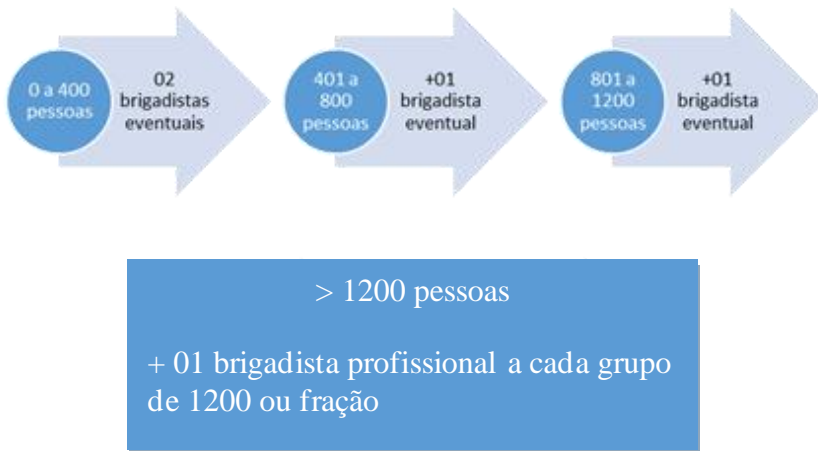 0 a 400
pessoas
02
brigadistas
eventuais
401 a
800
pessoas
+01
brigadista
eventual
801 a
1200
pessoas
+01
brigadista
eventual
> 1200 pessoas
+ 01 brigadista profissional a cada grupo
de 1200 ou fração